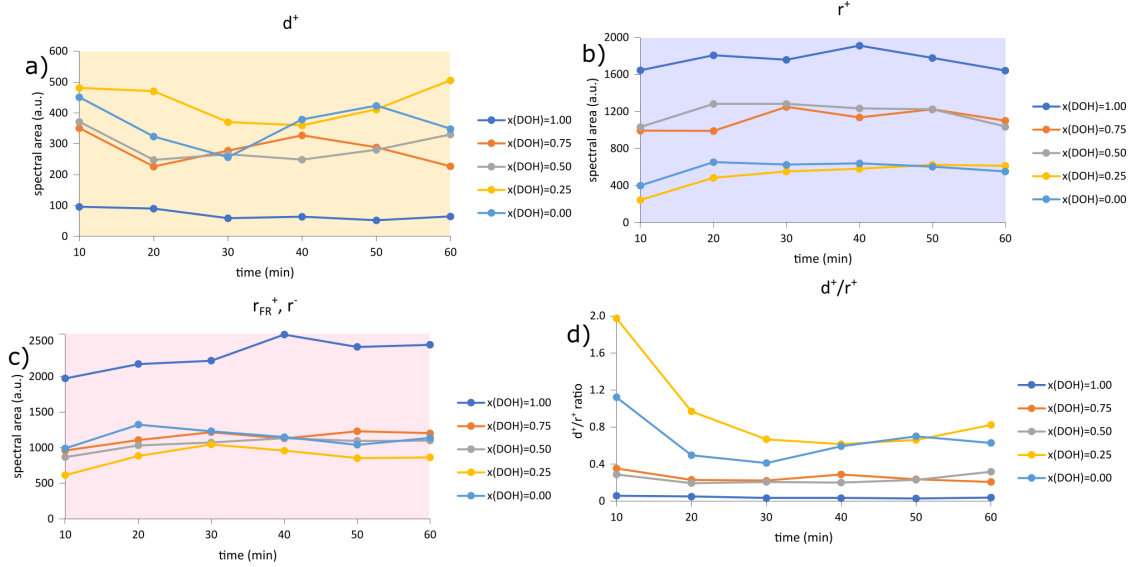 d⁺
a)
spectral area (a.u.)
600
500
400
300
200
100
0
10 20 30 40 50 60
time (min)
x(DOH)=1.00
x(DOH)=0.75
x(DOH)=0.50
x(DOH)=0.25
x(DOH)=0.00
r⁺
b)
spectral area (a.u.)
2000
1600
1200
800
400
0
10 20 30 40 50 60
time (min)
x(DOH)=1.00
x(DOH)=0.75
x(DOH)=0.50
x(DOH)=0.25
x(DOH)=0.00
r_FR⁺, r⁻
c)
spectral area (a.u.)
2500
2000
1500
1000
500
0
10 20 30 40 50 60
time (min)
x(DOH)=1.00
x(DOH)=0.75
x(DOH)=0.50
x(DOH)=0.25
x(DOH)=0.00
d⁺/r⁺
d)
d⁺/r⁺ ratio
2.0
1.6
1.2
0.8
0.4
0
10 20 30 40 50 60
time (min)
x(DOH)=1.00
x(DOH)=0.75
x(DOH)=0.50
x(DOH)=0.25
x(DOH)=0.00